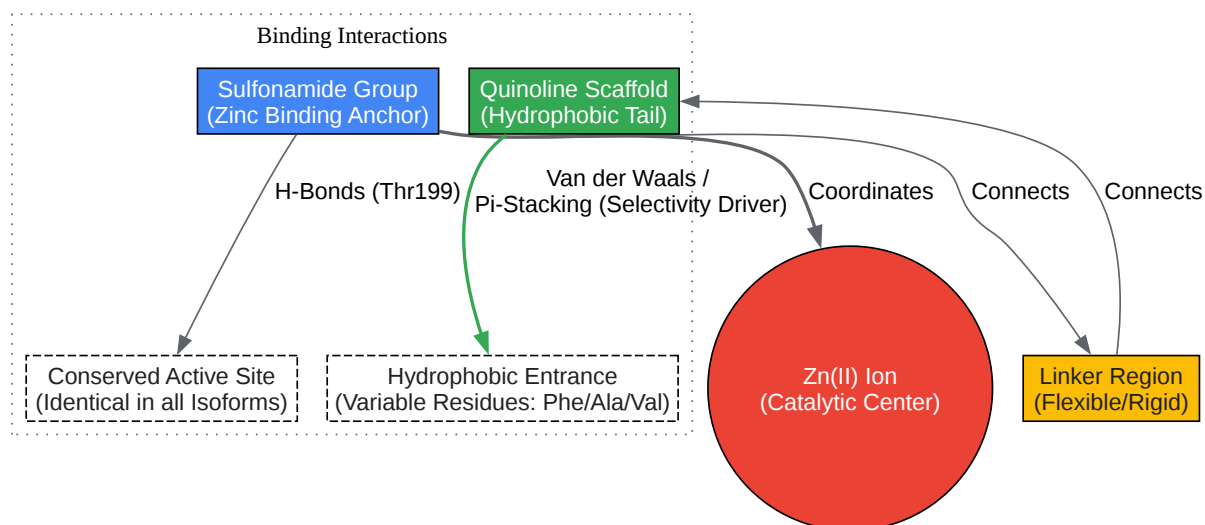 Binding Interactions
Sulfonamide Group
(Zinc Binding Anchor)
Quinoline Scaffold
(Hydrophobic Tail)
H-Bonds (Thr199)
Van der Waals /
Pi-Stacking (Selectivity Driver)
Coordinates
Connects
Connects
Conserved Active Site
(Identical in all Isoforms)
Hydrophobic Entrance
(Variable Residues: Phe/Ala/Val)
Zn(II) Ion
(Catalytic Center)
Linker Region
(Flexible/Rigid)